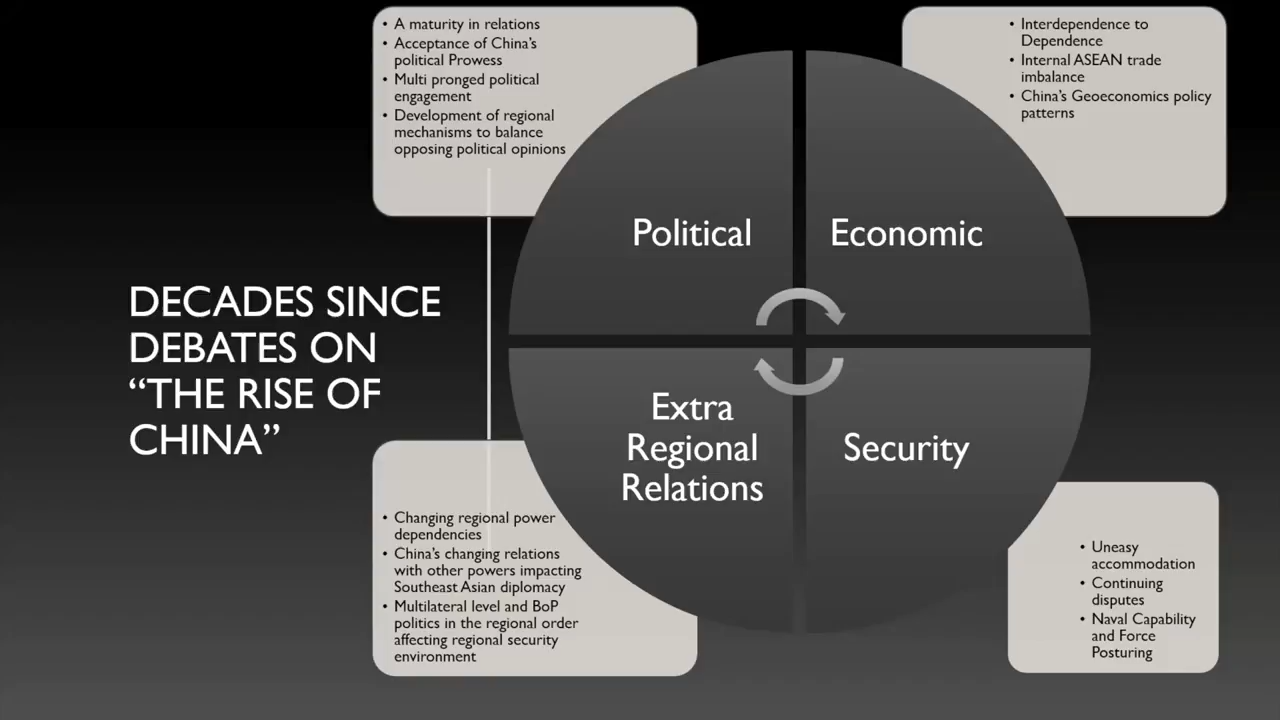 DECADES SINCE
DEBATES ON
“THE RISE OF
CHINA”
• A maturity in relations
• Acceptance of China’s
political Prowess
• Multi pronged political
engagement
• Development of regional
mechanisms to balance
opposing political opinions
• Interdependence to
Dependence
• Internal ASEAN trade
imbalance
• China’s Geoeconomics policy
patterns
Political
Economic
Extra
Regional
Relations
Security
• Changing regional power
dependencies
• China’s changing relations
with other powers impacting
Southeast Asian diplomacy
• Multilateral level and BoP
politics in the regional order
affecting regional security
environment
• Uneasy
accommodation
• Continuing
disputes
• Naval Capability
and Force
Posturing